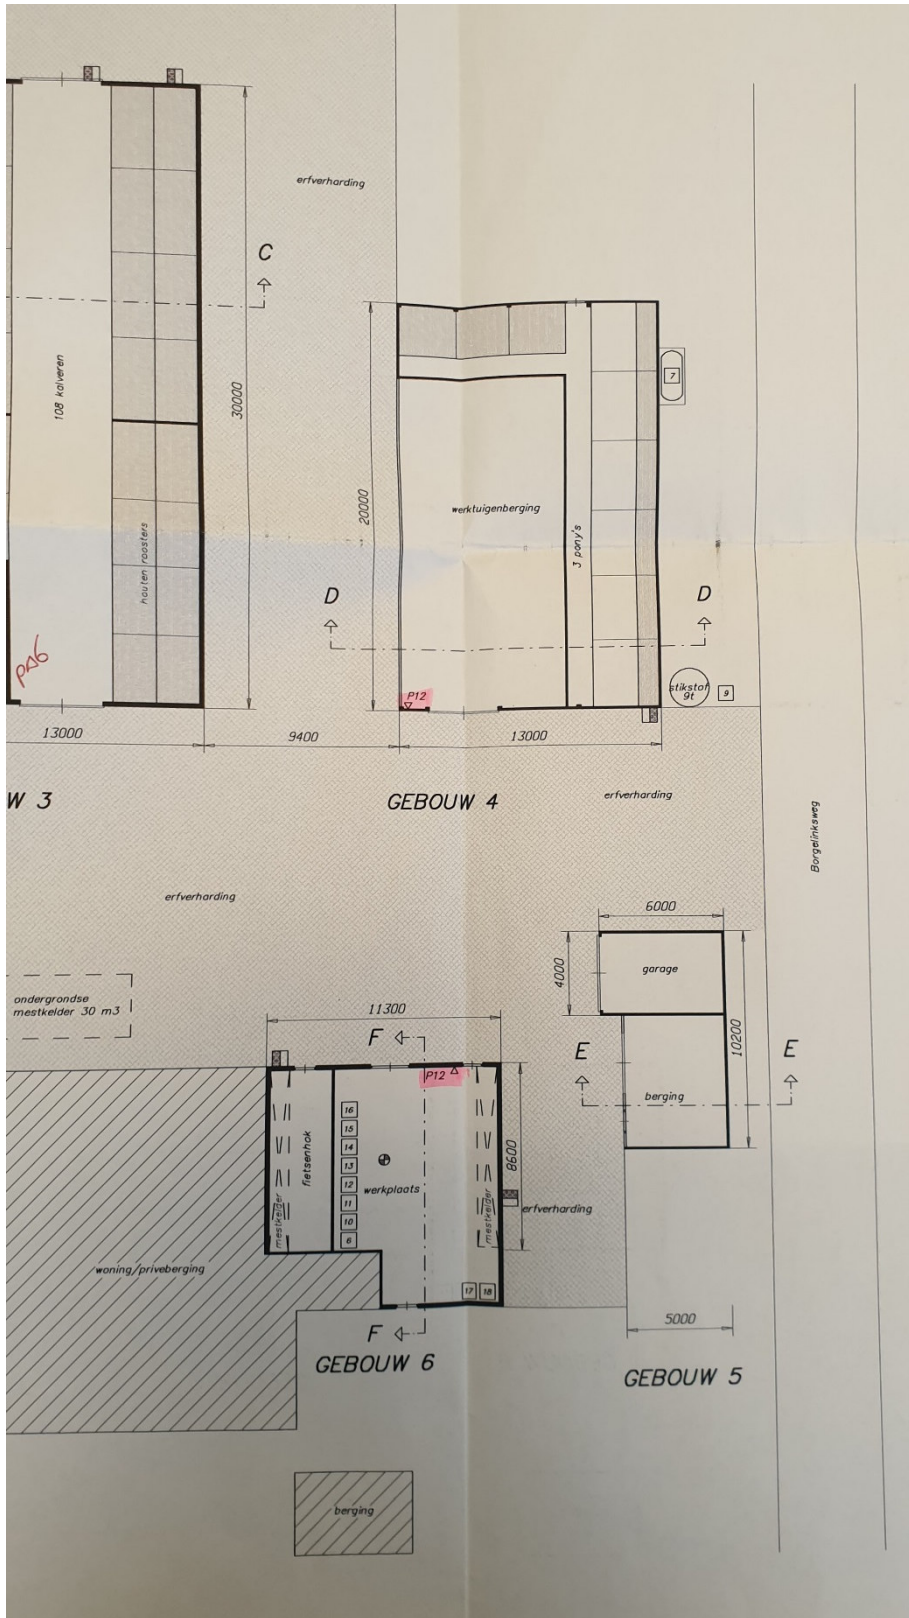 erfverharding
C
108 kalveren
30000
houten roosters
20000
7
werktuigenberging
3 pony's
D
D
P12
stikstof
9t
9
13000
9400
13000
W 3
GEBOUW 4
erfverharding
Borgelinksweg
erfverharding
6000
4000
garage
10200
ondergrondse
mestkelder 30 m3
11300
F
E
E
P12
berging
16
15
14
13
12
11
10
6
fietsenhok
mestkelder
werkplaats
mestkelder
8600
erfverharding
woning/priveberging
17
18
5000
F
GEBOUW 6
GEBOUW 5
berging